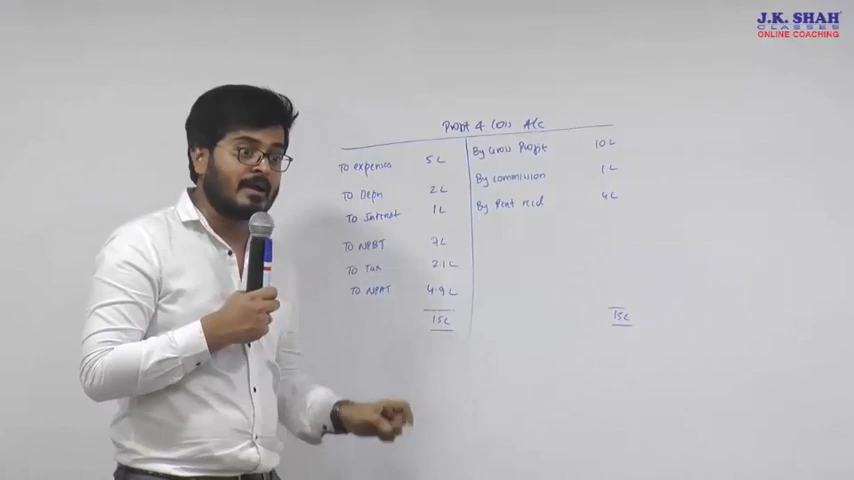 J.K. SHAH®
CLASSES
ONLINE COACHING
Profit & Loss A/c
To expenses 5L
By Gross Profit 10L
To Depn 2L
By commission 1L
To Interest 1L
By Rent recd 4L
To NPBT 7L
To Tax 2.1L
To NPAT 4.9L
15L 15L